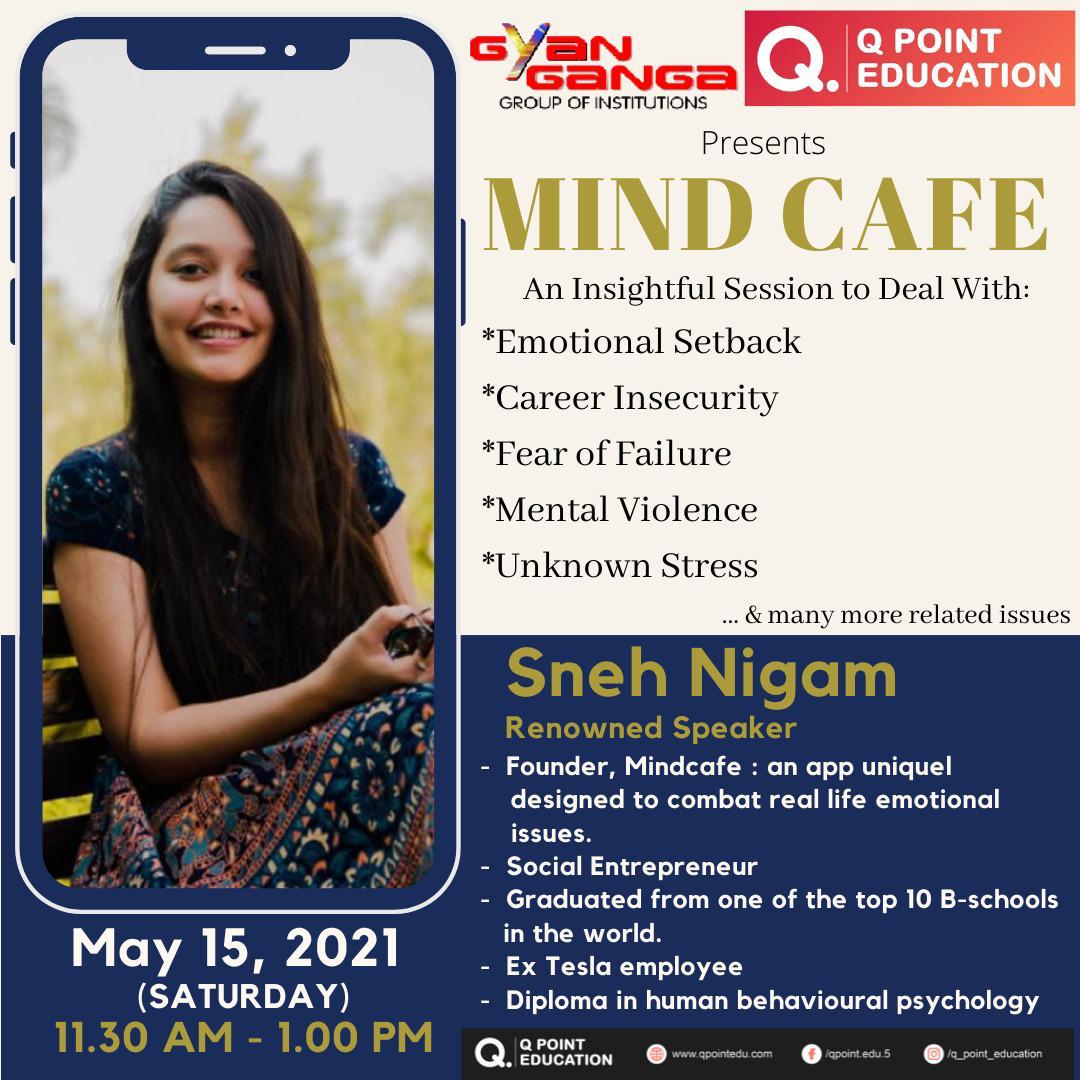 GYAN GANGA
GROUP OF INSTITUTIONS
Q. Q POINT
EDUCATION
Presents
MIND CAFE
An Insightful Session to Deal With:
*Emotional Setback
*Career Insecurity
*Fear of Failure
*Mental Violence
*Unknown Stress
... & many more related issues
Sneh Nigam
Renowned Speaker
- Founder, Mindcafe : an app uniquel
designed to combat real life emotional
issues.
- Social Entrepreneur
- Graduated from one of the top 10 B-schools
in the world.
- Ex Tesla employee
- Diploma in human behavioural psychology
May 15, 2021
(SATURDAY)
11.30 AM - 1.00 PM
Q. Q POINT
EDUCATION
www.qpointedu.com
/qpoint.edu.5
/q_point_education